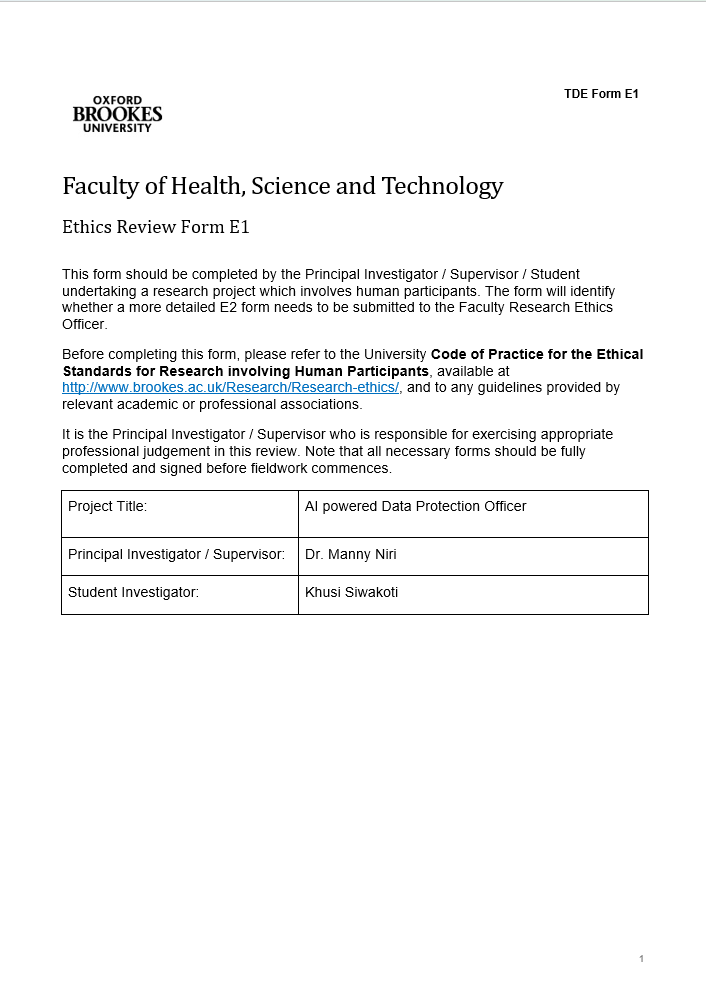 TDE Form E1
OXFORD
BROOKES
UNIVERSITY
Faculty of Health, Science and Technology
Ethics Review Form E1
This form should be completed by the Principal Investigator / Supervisor / Student
undertaking a research project which involves human participants. The form will identify
whether a more detailed E2 form needs to be submitted to the Faculty Research Ethics
Officer.
Before completing this form, please refer to the University Code of Practice for the Ethical
Standards for Research involving Human Participants, available at
http://www.brookes.ac.uk/Research/Research-ethics/, and to any guidelines provided by
relevant academic or professional associations.
It is the Principal Investigator / Supervisor who is responsible for exercising appropriate
professional judgement in this review. Note that all necessary forms should be fully
completed and signed before fieldwork commences.
Project Title: AI powered Data Protection Officer
Principal Investigator / Supervisor: Dr. Manny Niri
Student Investigator: Khusi Siwakoti
1